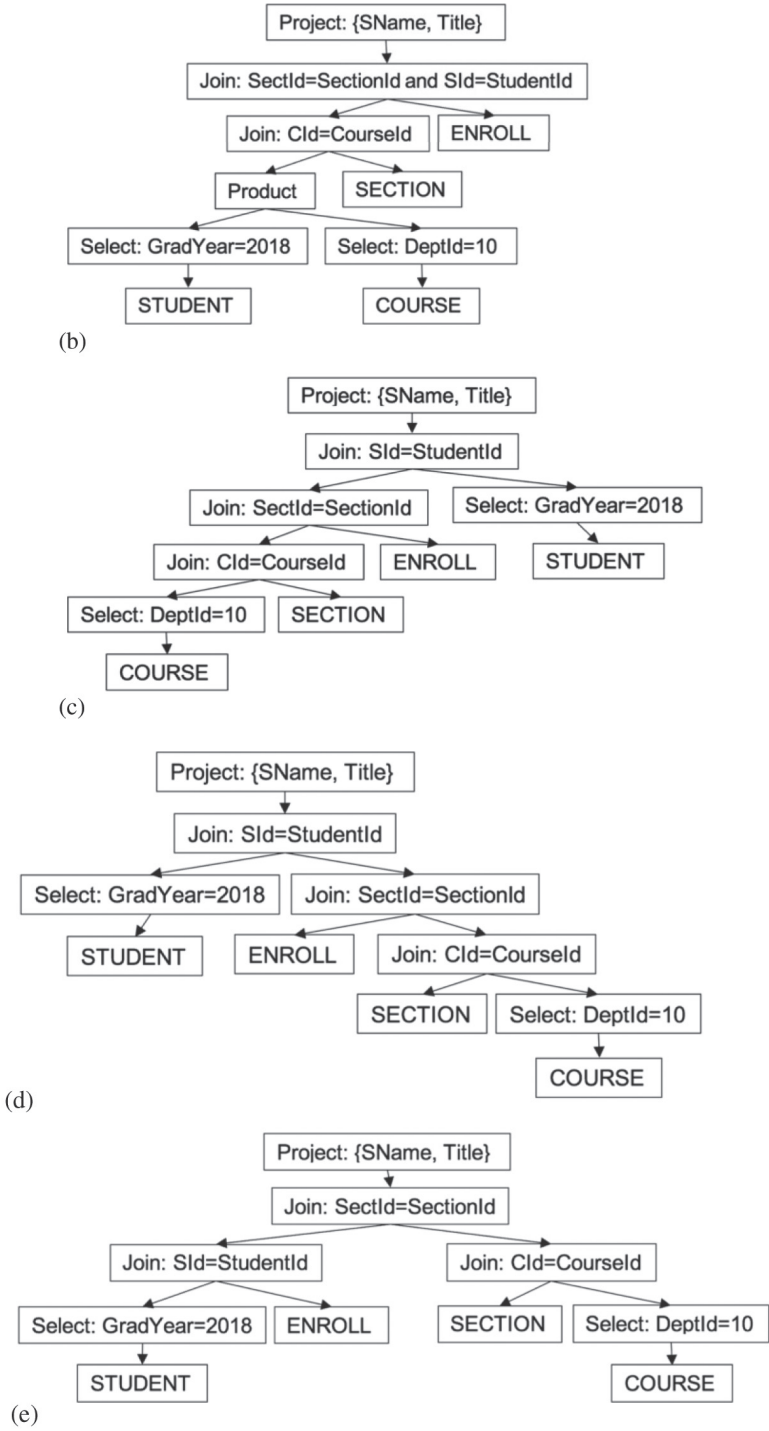 Project: {SName, Title}
Join: SectId=SectionId and SId=StudentId
Join: CId=CourseId
ENROLL
Product
SECTION
Select: GradYear=2018
Select: DeptId=10
STUDENT
COURSE
(b)
Project: {SName, Title}
Join: SId=StudentId
Join: SectId=SectionId
Select: GradYear=2018
Join: CId=CourseId
ENROLL
STUDENT
Select: DeptId=10
SECTION
COURSE
(c)
Project: {SName, Title}
Join: SId=StudentId
Select: GradYear=2018
Join: SectId=SectionId
STUDENT
ENROLL
Join: CId=CourseId
SECTION
Select: DeptId=10
COURSE
(d)
Project: {SName, Title}
Join: SectId=SectionId
Join: SId=StudentId
Join: CId=CourseId
Select: GradYear=2018
ENROLL
SECTION
Select: DeptId=10
STUDENT
COURSE
(e)